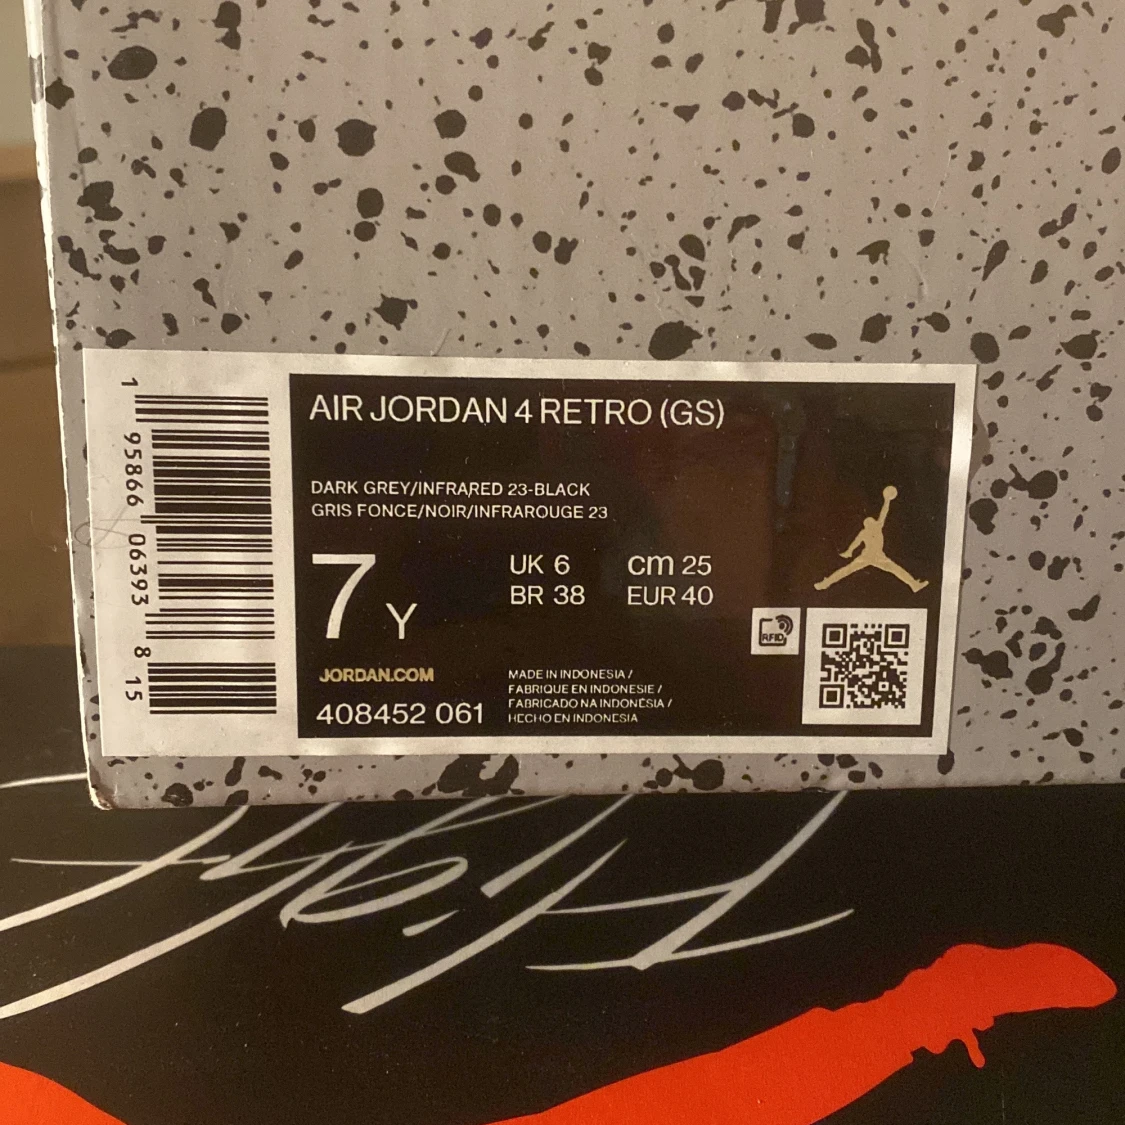 1 95866 06393 8 15
AIR JORDAN 4 RETRO (GS)
DARK GREY/INFRARED 23-BLACK
GRIS FONCE/NOIR/INFRAROUGE 23
7 Y
UK 6 cm 25
BR 38 EUR 40
RFID
JORDAN.COM
408452 061
MADE IN INDONESIA /
FABRIQUE EN INDONESIE /
FABRICADO NA INDONÉSIA /
HECHO EN INDONESIA
Flight